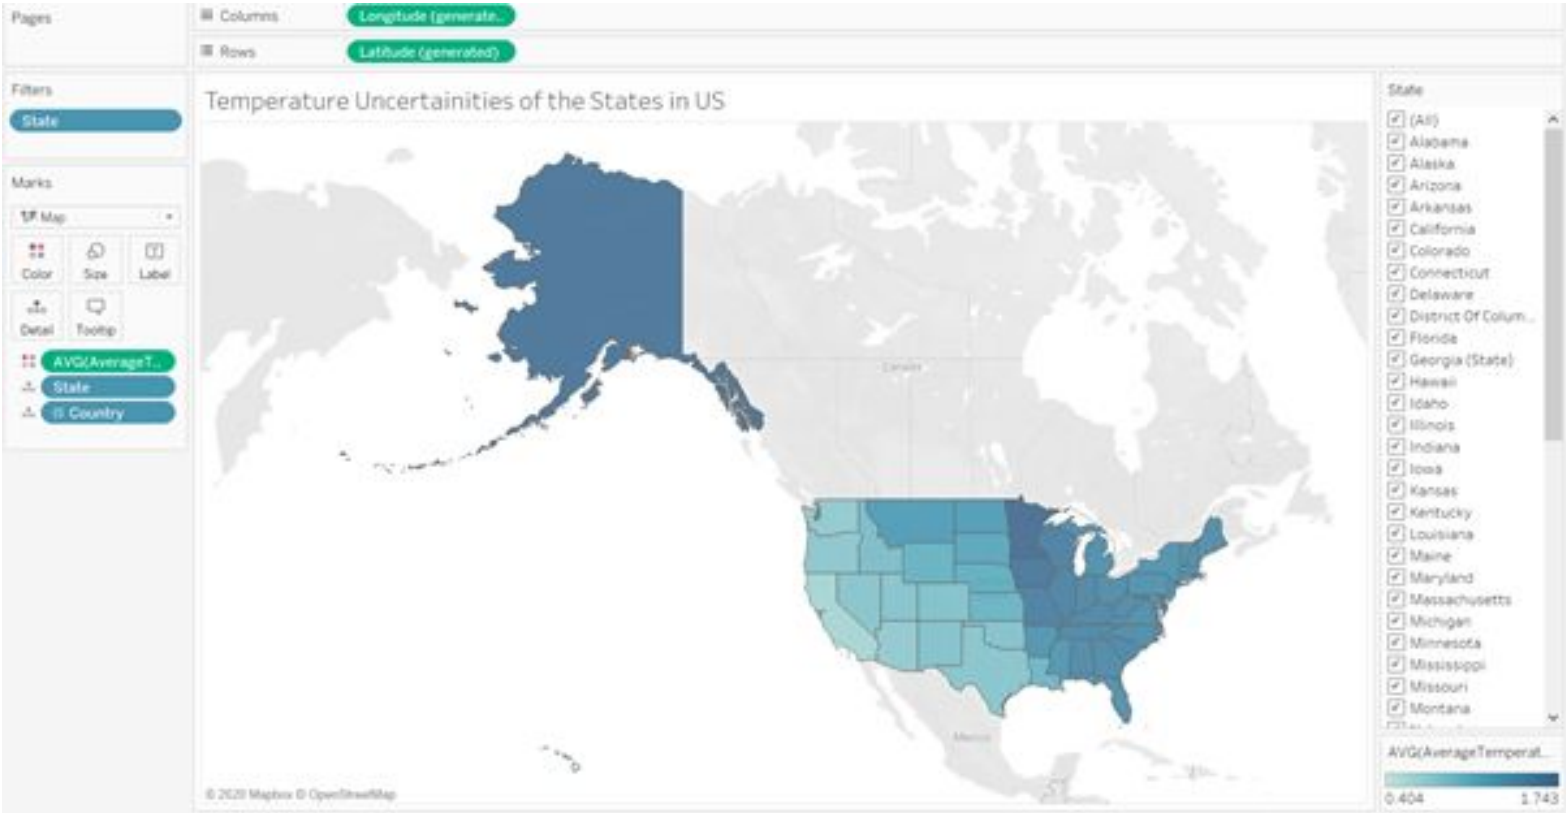 Pages
Columns
Longitude (generate..
Rows
Latitude (generated)
Filters
State
Marks
Map
Color
Size
Label
Detail
Tooltip
AVG(AverageT..
State
Country
Temperature Uncertainities of the States in US
Canada
Mexico
© 2020 Mapbox © OpenStreetMap
State
(All)
Alabama
Alaska
Arizona
Arkansas
California
Colorado
Connecticut
Delaware
District Of Colum...
Florida
Georgia (State)
Hawaii
Idaho
Illinois
Indiana
Iowa
Kansas
Kentucky
Louisiana
Maine
Maryland
Massachusetts
Michigan
Minnesota
Mississippi
Missouri
Montana
AVG(AverageTemperat...
0.404
1.743